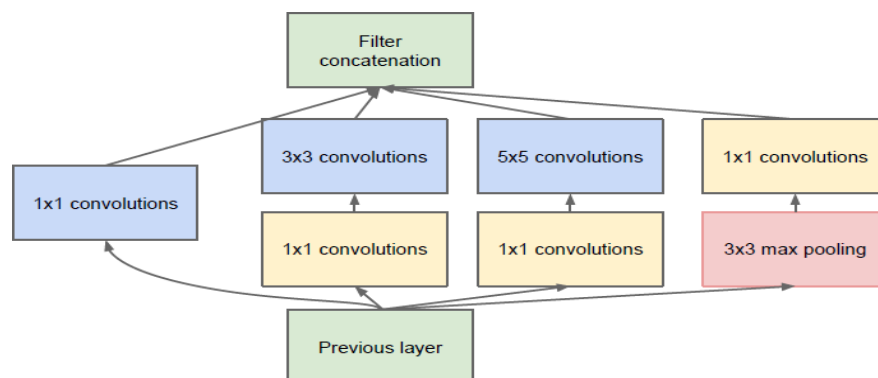 Filter
concatenation
3x3 convolutions
5x5 convolutions
1x1 convolutions
1x1 convolutions
1x1 convolutions
1x1 convolutions
3x3 max pooling
Previous layer